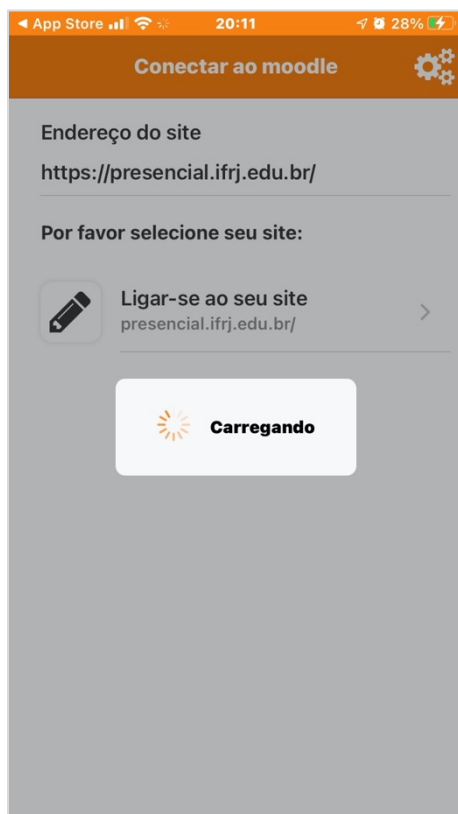 App Store 20:11 28%
Conectar ao moodle
Endereço do site
https://presencial.ifrj.edu.br/
Por favor selecione seu site:
Ligar-se ao seu site
presencial.ifrj.edu.br/
Carregando